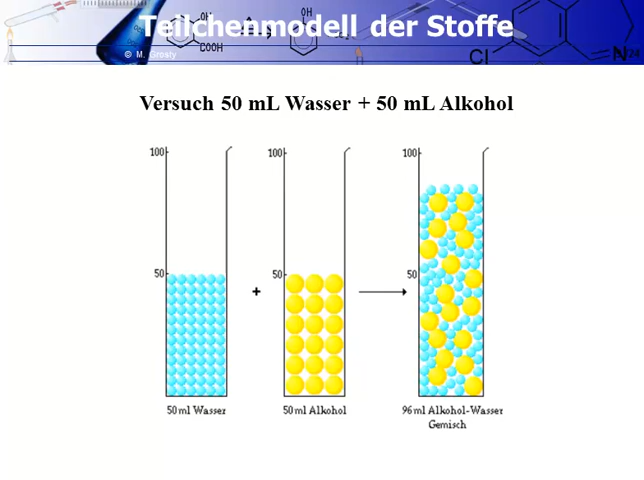 Teilchenmodell der Stoffe
OH
COOH
OH
© M. Grosty
Cl
N
Versuch 50 mL Wasser + 50 mL Alkohol
100
100
100
50
50
50
+
50 ml Wasser
50 ml Alkohol
96 ml Alkohol-Wasser
Gemisch